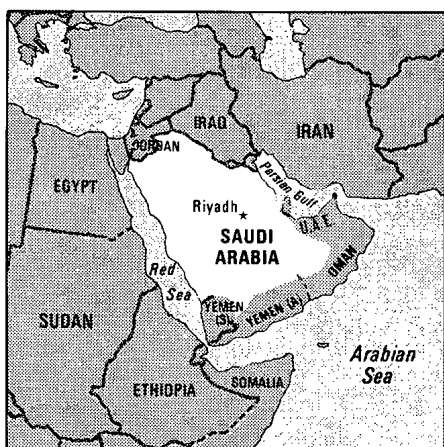 IRAQ
IRAN
JORDAN
EGYPT
Persian Gulf
Riyadh
U.A.E.
SAUDI
ARABIA
OMAN
Red
Sea
YEMEN
(S)
YEMEN (A)
SUDAN
Arabian
Sea
ETHIOPIA
SOMALIA